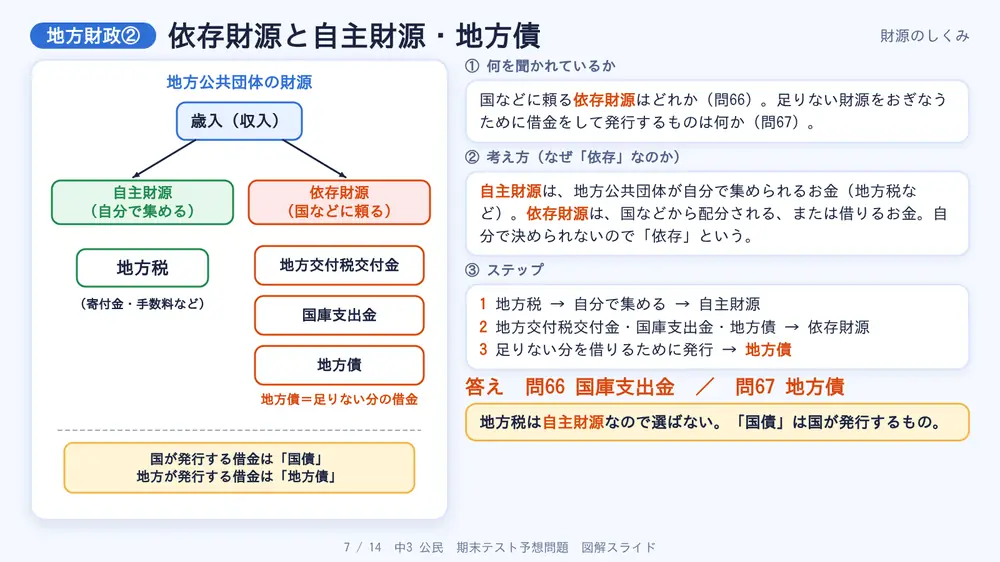 地方財政②
依存財源と自主財源・地方債
財源のしくみ
地方公共団体の財源
歳入（収入）
自主財源
（自分で集める）
依存財源
（国などに頼る）
地方税
（寄付金・手数料など）
地方交付税交付金
国庫支出金
地方債
地方債＝足りない分の借金
国が発行する借金は「国債」
地方が発行する借金は「地方債」
① 何を聞かれているか
国などに頼る依存財源はどれか（問66）。足りない財源をおぎなう
ために借金をして発行するものは何か（問67）。
② 考え方（なぜ「依存」なのか）
自主財源は、地方公共団体が自分で集められるお金（地方税な
ど）。依存財源は、国などから配分される、または借りるお金。自
分で決められないので「依存」という。
③ ステップ
1 地方税 → 自分で集める → 自主財源
2 地方交付税交付金・国庫支出金・地方債 → 依存財源
3 足りない分を借りるために発行 → 地方債
答え 問66 国庫支出金 ／ 問67 地方債
地方税は自主財源なので選ばない。「国債」は国が発行するもの。
7 / 14 中3 公民 期末テスト予想問題 図解スライド